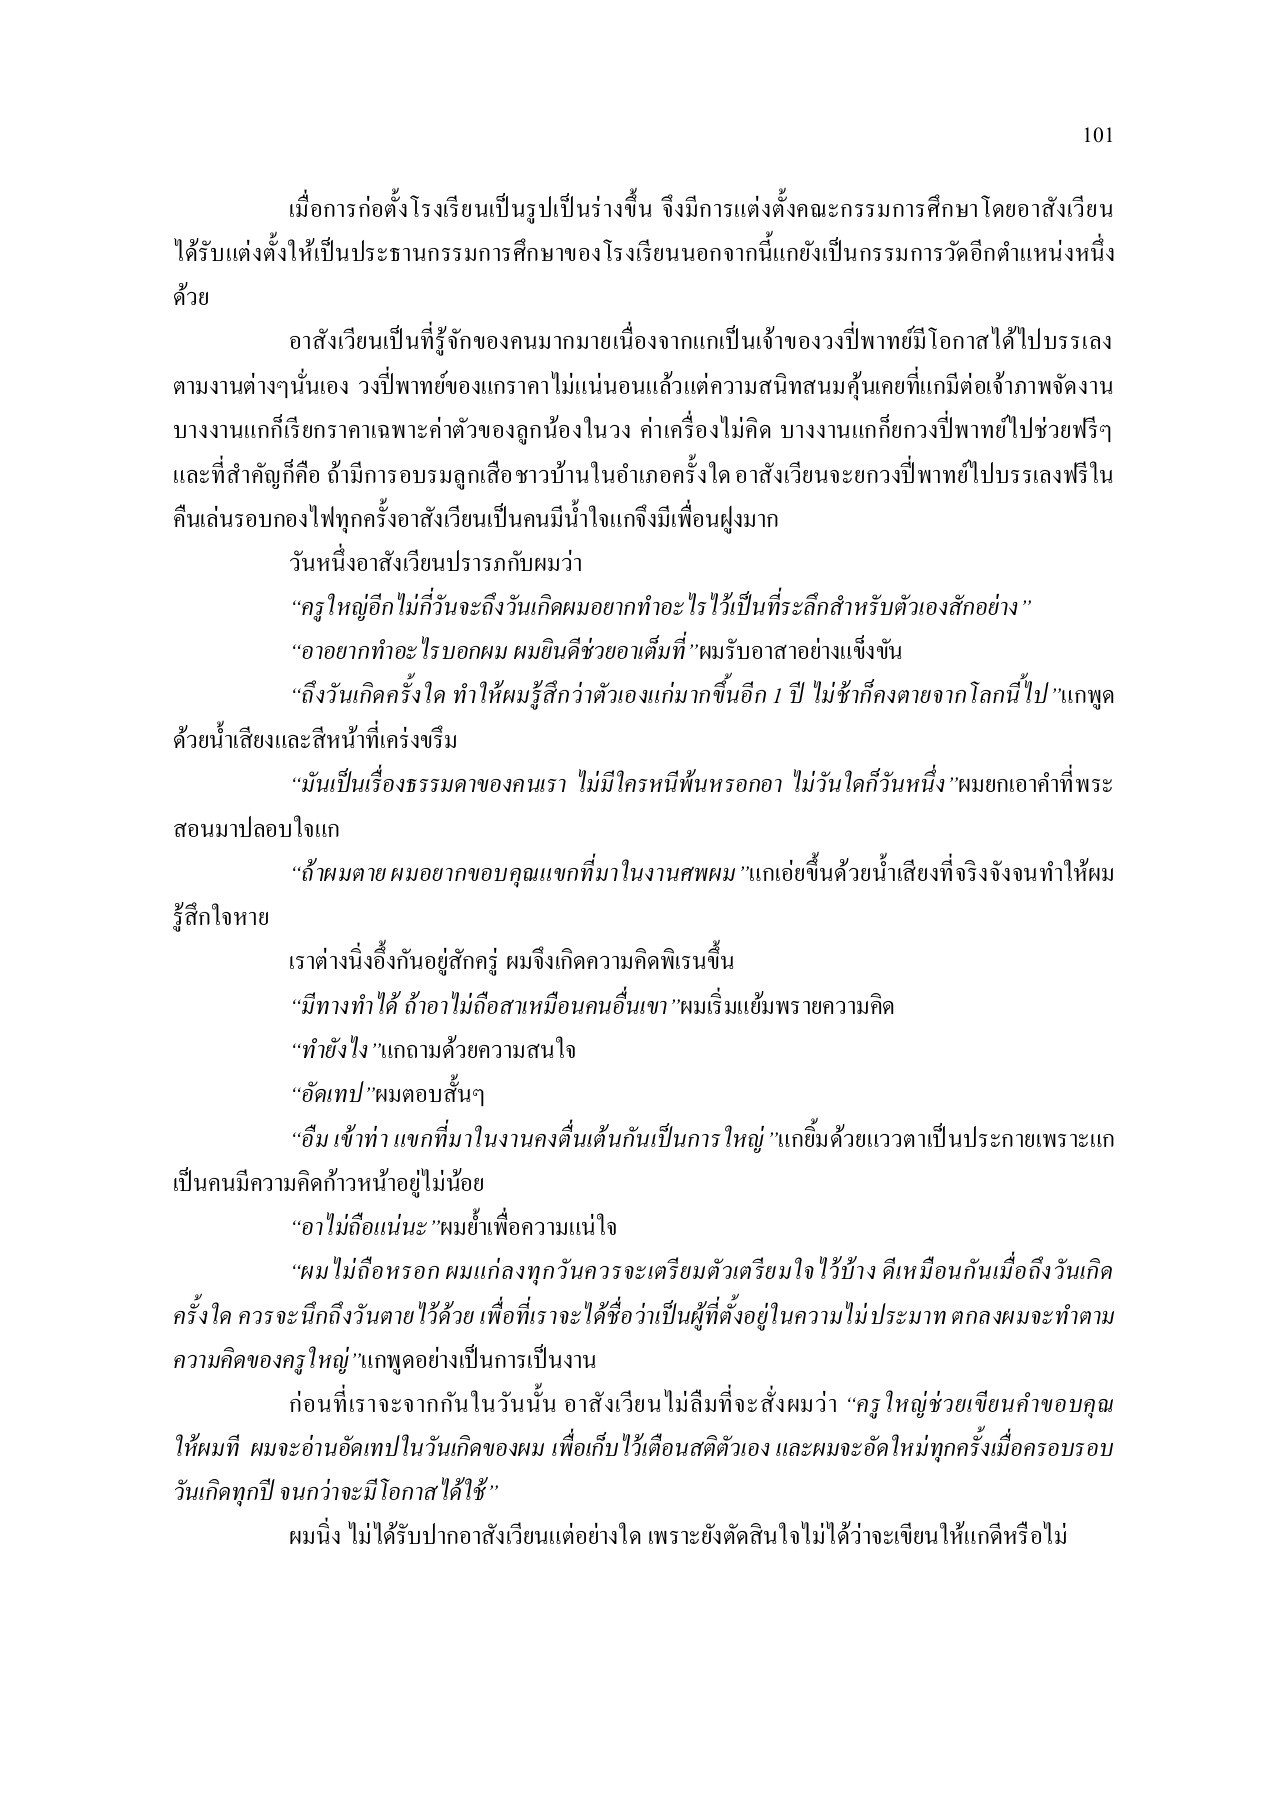 101
เมื่อการก่อตั้งโรงเรียนเป็นรูปเป็นร่างขึ้น จึงมีการแต่งตั้งคณะกรรมการศึกษาโดยอาสังเวียน
ได้รับแต่งตั้งให้เป็นประธานกรรมการศึกษาของโรงเรียนนอกจากนี้แกยังเป็นกรรมการวัดอีกตำแหน่งหนึ่ง
ด้วย
อาสังเวียนเป็นที่รู้จักของคนมากมายเนื่องจากแกเป็นเจ้าของวงปี่พาทย์มีโอกาสได้ไปบรรเลง
ตามงานต่างๆนั่นเอง วงปี่พาทย์ของแกราคาไม่แน่นอนแล้วแต่ความสนิทสนมคุ้นเคยที่แกมีต่อเจ้าภาพจัดงาน
บางงานแกก็เรียกราคาเฉพาะค่าตัวของลูกน้องในวง ค่าเครื่องไม่คิด บางงานแกก็ยกวงปี่พาทย์ไปช่วยฟรีๆ
และที่สำคัญก็คือ ถ้ามีการอบรมลูกเสือชาวบ้านในอำเภอครั้งใด อาสังเวียนจะยกวงปี่พาทย์ไปบรรเลงฟรีใน
คืนเล่นรอบกองไฟทุกครั้งอาสังเวียนเป็นคนมีน้ำใจแกจึงมีเพื่อนฝูงมาก
วันหนึ่งอาสังเวียนปรารภกับผมว่า
“ครูใหญ่อีกไม่กี่วันจะถึงวันเกิดผมอยากทำอะไรไว้เป็นที่ระลึกสำหรับตัวเองสักอย่าง”
“อาอยากทำอะไรบอกผม ผมยินดีช่วยอาเต็มที่”ผมรับอาสาอย่างแข็งขัน
“ถึงวันเกิดครั้งใด ทำให้ผมรู้สึกว่าตัวเองแก่มากขึ้นอีก 1 ปี ไม่ช้าก็คงตายจากโลกนี้ไป”แกพูด
ด้วยน้ำเสียงและสีหน้าที่เคร่งขรึม
“มันเป็นเรื่องธรรมดาของคนเรา ไม่มีใครหนีพ้นหรอกอา ไม่วันใดก็วันหนึ่ง”ผมยกเอาคำที่พระ
สอนมาปลอบใจแก
“ถ้าผมตาย ผมอยากขอบคุณแขกที่มาในงานศพผม”แกเอ่ยขึ้นด้วยน้ำเสียงที่จริงจังจนทำให้ผม
รู้สึกใจหาย
เราต่างนิ่งอึ้งกันอยู่สักครู่ ผมจึงเกิดความคิดพิเรนขึ้น
“มีทางทำได้ ถ้าอาไม่ถือสาเหมือนคนอื่นเขา”ผมเริ่มแย้มพรายความคิด
“ทำยังไง”แกถามด้วยความสนใจ
“อัดเทป”ผมตอบสั้นๆ
“อืม เข้าท่า แขกที่มาในงานคงตื่นเต้นกันเป็นการใหญ่”แกยิ้มด้วยแววตาเป็นประกายเพราะแก
เป็นคนมีความคิดก้าวหน้าอยู่ไม่น้อย
“อาไม่ถือแน่นะ”ผมย้ำเพื่อความแน่ใจ
“ผมไม่ถือหรอก ผมแก่ลงทุกวันควรจะเตรียมตัวเตรียมใจไว้บ้าง ดีเหมือนกันเมื่อถึงวันเกิด
ครั้งใด ควรจะนึกถึงวันตายไว้ด้วย เพื่อที่เราจะได้ชื่อว่าเป็นผู้ที่ตั้งอยู่ในความไม่ประมาท ตกลงผมจะทำตาม
ความคิดของครูใหญ่”แกพูดอย่างเป็นการเป็นงาน
ก่อนที่เราจะจากกันในวันนั้น อาสังเวียนไม่ลืมที่จะสั่งผมว่า “ครูใหญ่ช่วยเขียนคำขอบคุณ
ให้ผมที ผมจะอ่านอัดเทปในวันเกิดของผม เพื่อเก็บไว้เตือนสติตัวเอง และผมจะอัดใหม่ทุกครั้งเมื่อครอบรอบ
วันเกิดทุกปี จนกว่าจะมีโอกาสได้ใช้”
ผมนิ่ง ไม่ได้รับปากอาสังเวียนแต่อย่างใด เพราะยังตัดสินใจไม่ได้ว่าจะเขียนให้แกดีหรือไม่